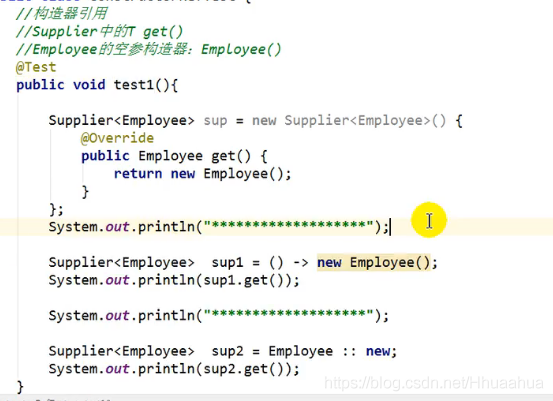 //构造器引用
//Supplier中的T get()
//Employee的空参构造器：Employee()
@Test
public void test1(){
Supplier<Employee> sup = new Supplier<Employee>() {
@Override
public Employee get() {
return new Employee();
}
};
System.out.println("*******************");
Supplier<Employee>  sup1 = () -> new Employee();
System.out.println(sup1.get());
System.out.println("*******************");
Supplier<Employee>  sup2 = Employee :: new;
System.out.println(sup2.get());
}
https://blog.csdn.net/Hhuaahua